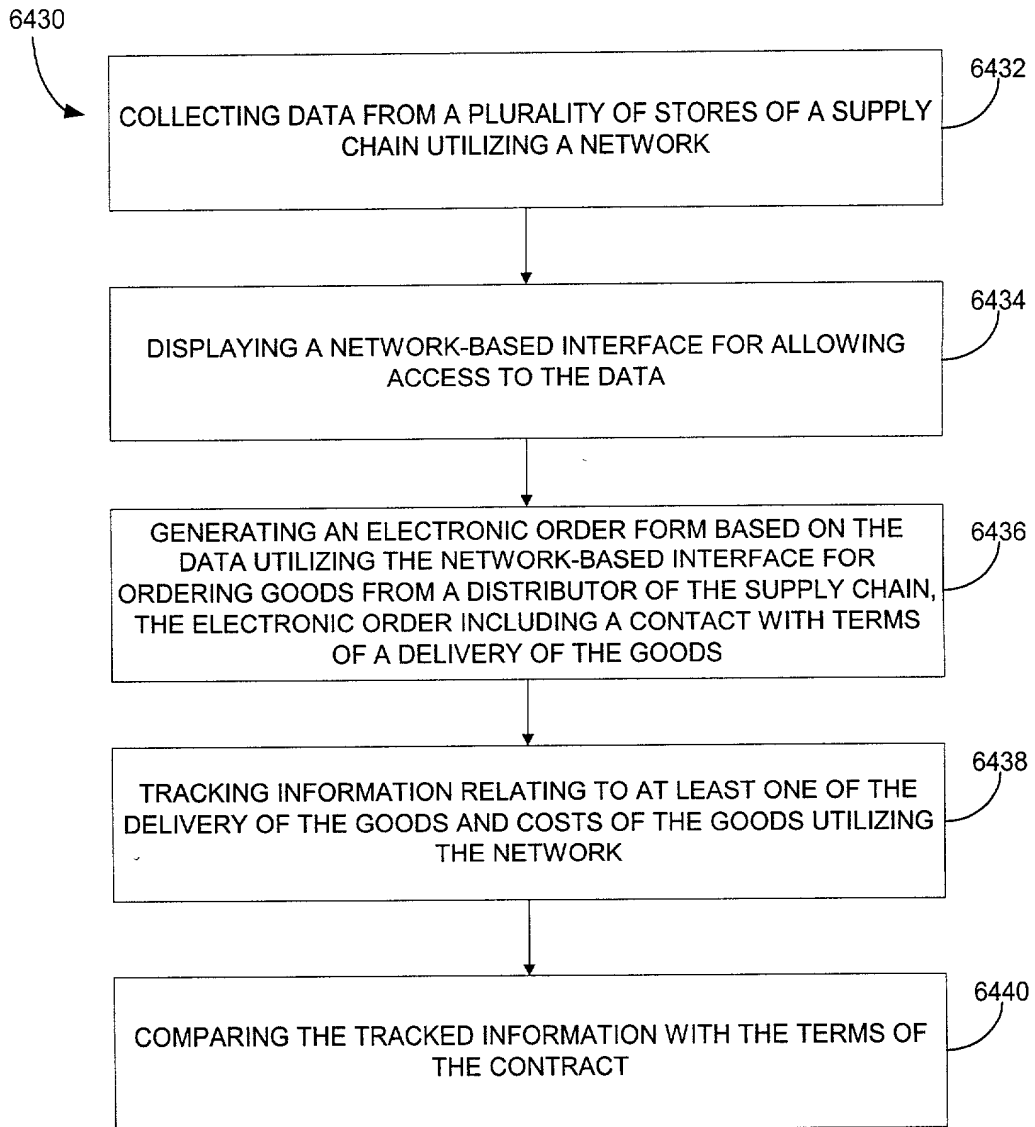 6430
6432
COLLECTING DATA FROM A PLURALITY OF STORES OF A SUPPLY
CHAIN UTILIZING A NETWORK
6434
DISPLAYING A NETWORK-BASED INTERFACE FOR ALLOWING
ACCESS TO THE DATA
6436
GENERATING AN ELECTRONIC ORDER FORM BASED ON THE
DATA UTILIZING THE NETWORK-BASED INTERFACE FOR
ORDERING GOODS FROM A DISTRIBUTOR OF THE SUPPLY CHAIN,
THE ELECTRONIC ORDER INCLUDING A CONTACT WITH TERMS
OF A DELIVERY OF THE GOODS
6438
TRACKING INFORMATION RELATING TO AT LEAST ONE OF THE
DELIVERY OF THE GOODS AND COSTS OF THE GOODS UTILIZING
THE NETWORK
6440
COMPARING THE TRACKED INFORMATION WITH THE TERMS OF
THE CONTRACT